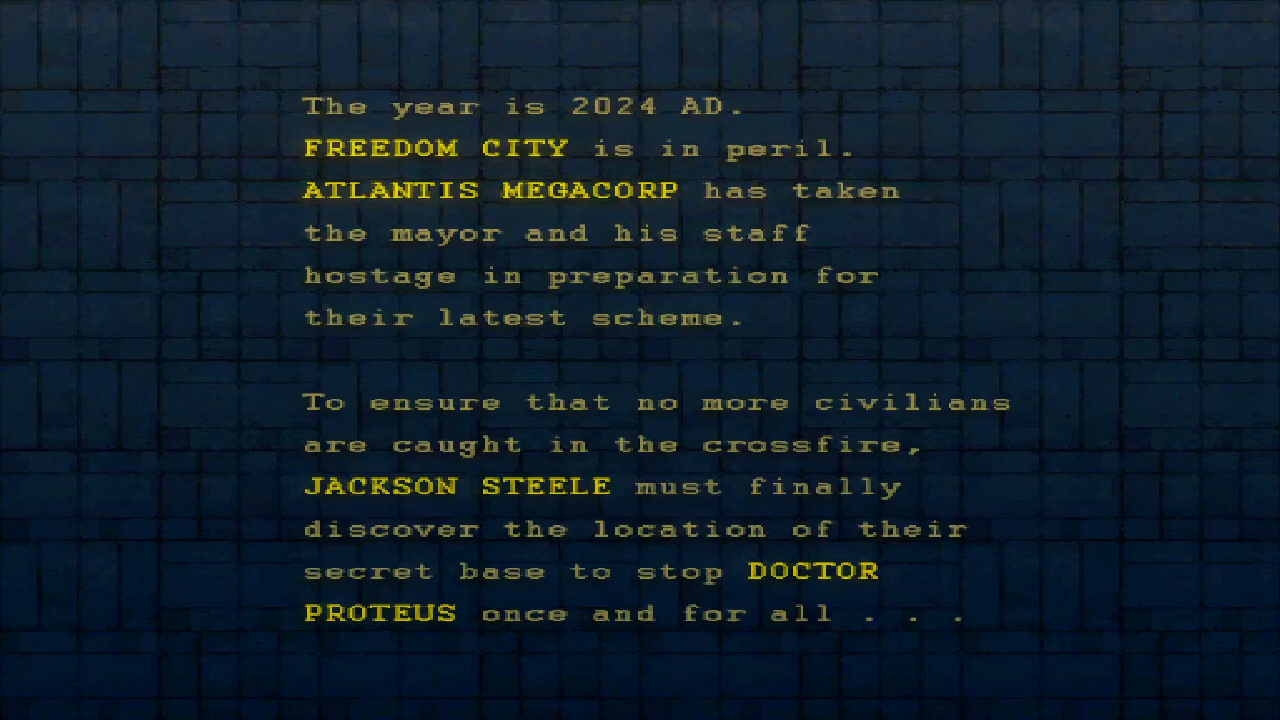 The year is 2024 AD.
FREEDOM CITY is in peril.
ATLANTIS MEGACORP has taken
the mayor and his staff
hostage in preparation for
their latest scheme.
To ensure that no more civilians
are caught in the crossfire,
JACKSON STEELE must finally
discover the location of their
secret base to stop DOCTOR
PROTEUS once and for all . . .